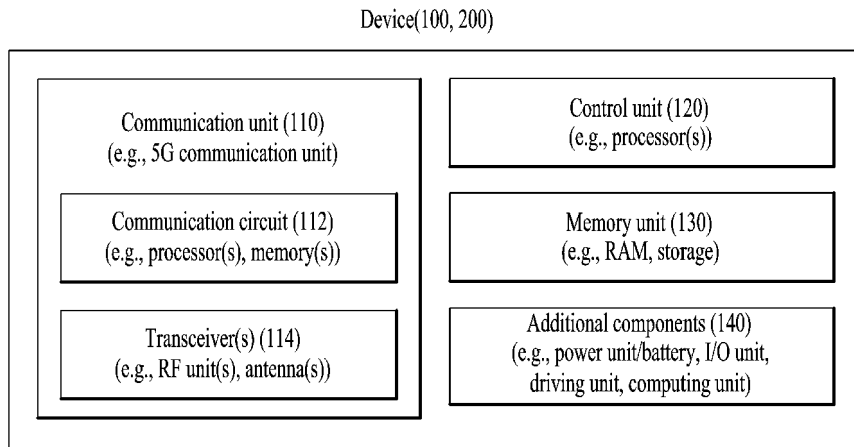 Device(100, 200)
Communication unit (110)
(e.g., 5G communication unit)
Communication circuit (112)
(e.g., processor(s), memory(s))
Transceiver(s) (114)
(e.g., RF unit(s), antenna(s))
Control unit (120)
(e.g., processor(s))
Memory unit (130)
(e.g., RAM, storage)
Additional components (140)
(e.g., power unit/battery, I/O unit,
driving unit, computing unit)